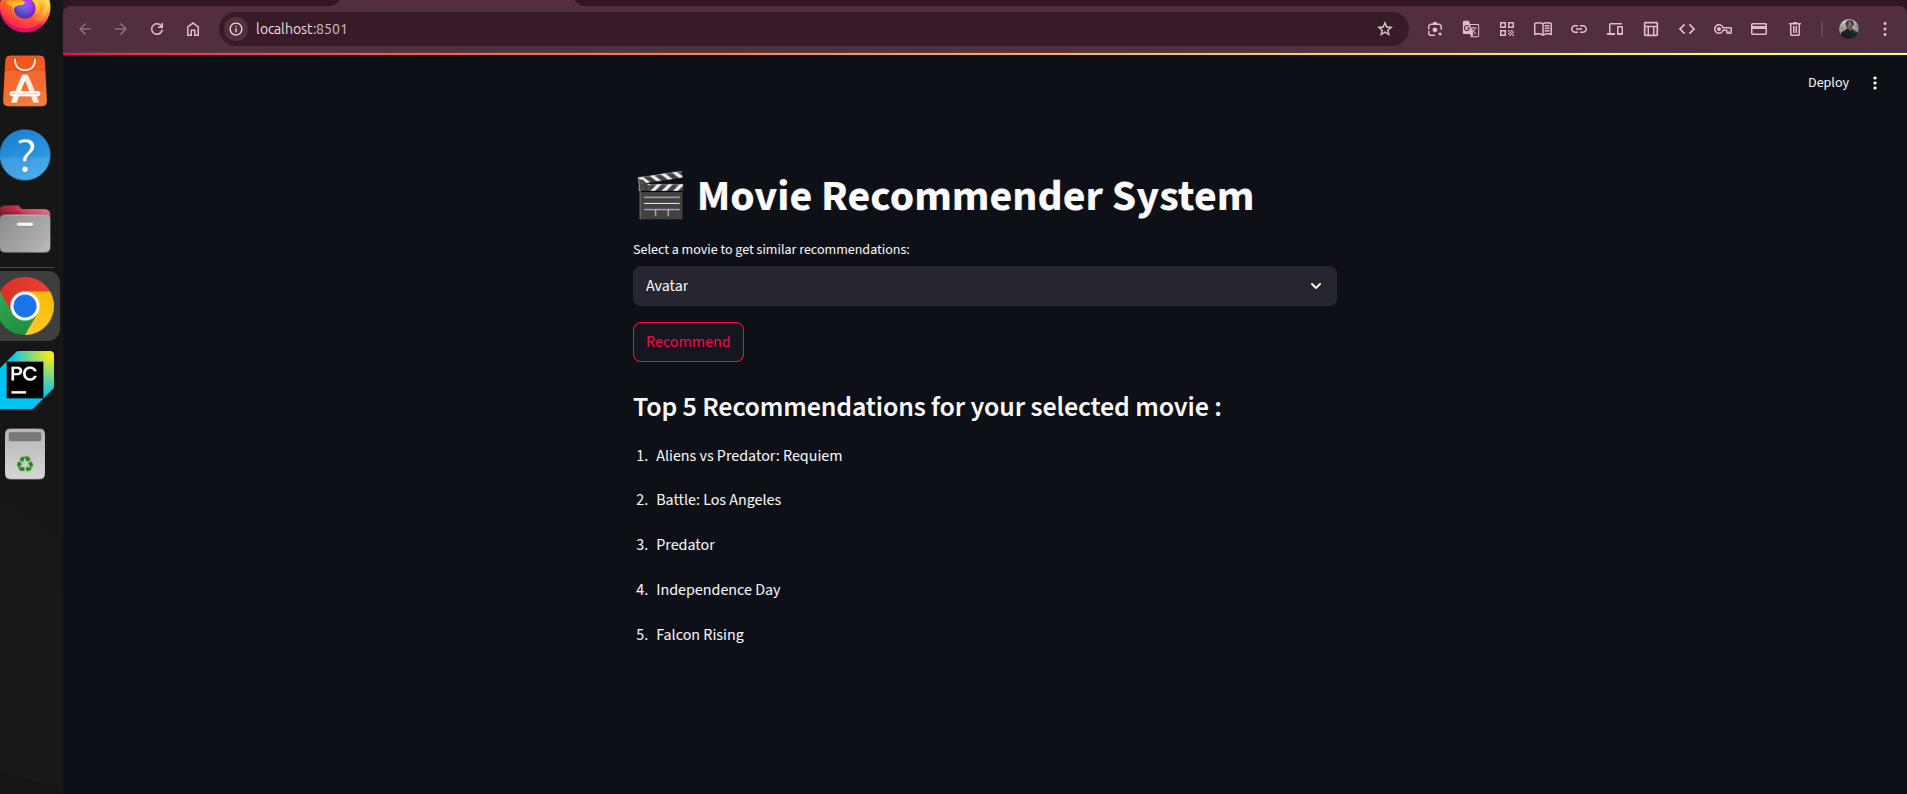 localhost:8501
Deploy
🎬 Movie Recommender System
Select a movie to get similar recommendations:
Avatar
Recommend
Top 5 Recommendations for your selected movie :
1. Aliens vs Predator: Requiem
2. Battle: Los Angeles
3. Predator
4. Independence Day
5. Falcon Rising
PC